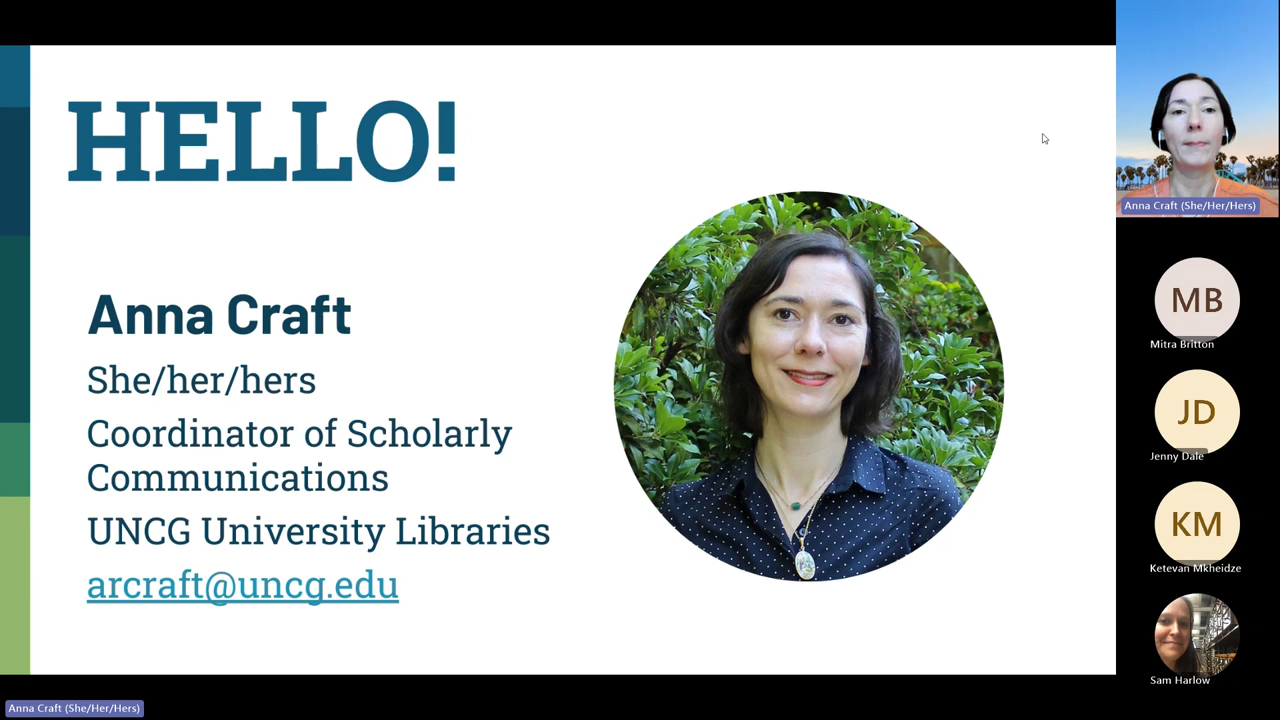 HELLO!
Anna Craft
She/her/hers
Coordinator of Scholarly
Communications
UNCG University Libraries
arcraft@uncg.edu
Anna Craft (She/Her/Hers)
MB
Mitra Britton
JD
Jenny Dale
KM
Ketevan Mkheidze
Sam Harlow
Anna Craft (She/Her/Hers)